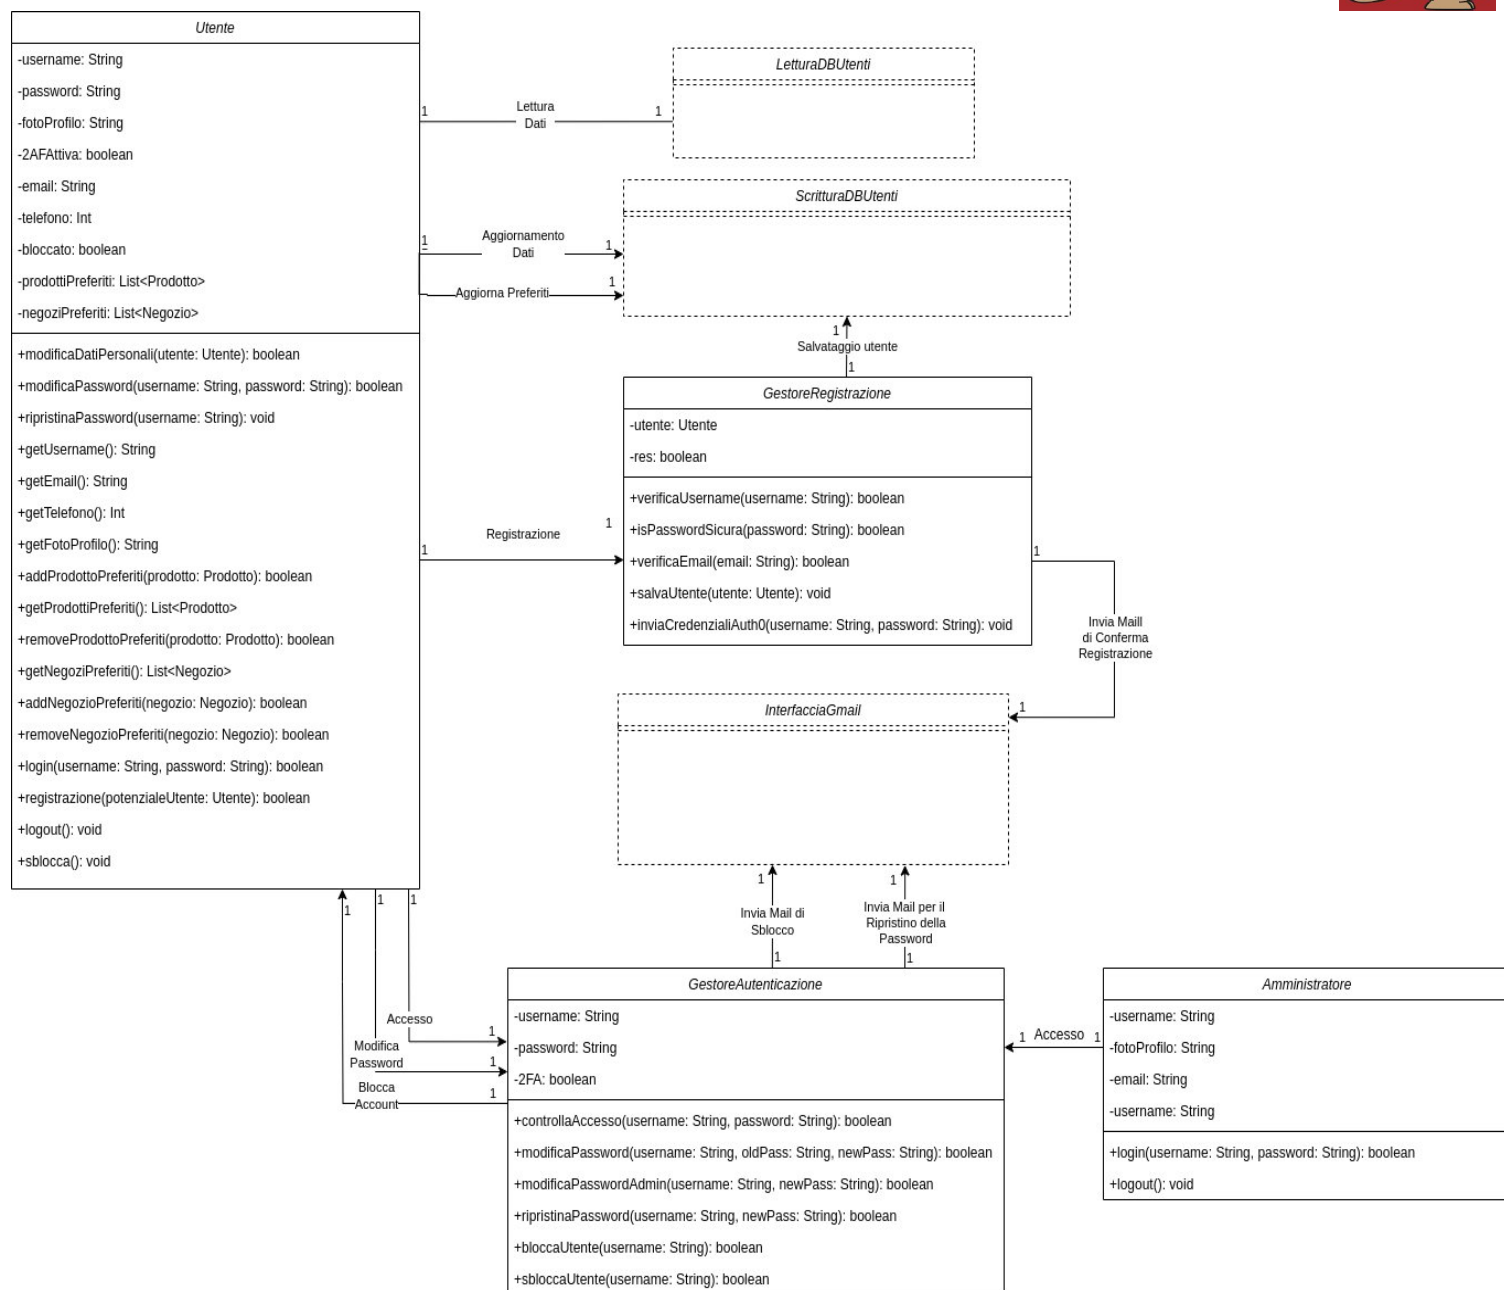 Utente
-username: String
-password: String
-fotoProfilo: String
-2AFAttiva: boolean
-email: String
-telefono: Int
-bloccato: boolean
-prodottiPreferiti: List<Prodotto>
-negoziPreferiti: List<Negozio>
+modificaDatiPersonali(utente: Utente): boolean
+modificaPassword(username: String, password: String): boolean
+ripristinaPassword(username: String): void
+getUsername(): String
+getEmail(): String
+getTelefono(): Int
+getFotoProfilo(): String
+addProdottoPreferiti(prodotto: Prodotto): boolean
+getProdottiPreferiti(): List<Prodotto>
+removeProdottoPreferiti(prodotto: Prodotto): boolean
+getNegoziPreferiti(): List<Negozio>
+addNegozioPreferiti(negozio: Negozio): boolean
+removeNegozioPreferiti(negozio: Negozio): boolean
+login(username: String, password: String): boolean
+registrazione(potenzialeUtente: Utente): boolean
+logout(): void
+sblocca(): void
1
Lettura
Dati
1
LetturaDBUtenti
1
Aggiornamento
Dati
1
Aggiorna Preferiti
1
ScritturaDBUtenti
1
Salvataggio utente
1
GestoreRegistrazione
-utente: Utente
-res: boolean
+verificaUsername(username: String): boolean
+isPasswordSicura(password: String): boolean
+verificaEmail(email: String): boolean
+salvaUtente(utente: Utente): void
+inviaCredenzialiAuth0(username: String, password: String): void
1
Registrazione
1
1
Invia Maill
di Conferma
Registrazione
1
InterfacciaGmail
1
Invia Mail di
Sblocco
1
1
Invia Mail per il
Ripristino della
Password
1
1
1
1
Accesso
1
Modifica
Password
1
Blocca
Account
1
GestoreAutenticazione
-username: String
-password: String
-2FA: boolean
+controllaAccesso(username: String, password: String): boolean
+modificaPassword(username: String, oldPass: String, newPass: String): boolean
+modificaPasswordAdmin(username: String, newPass: String): boolean
+ripristinaPassword(username: String, newPass: String): boolean
+bloccaUtente(username: String): boolean
+sbloccaUtente(username: String): boolean
1
Accesso
1
Amministratore
-username: String
-fotoProfilo: String
-email: String
-username: String
+login(username: String, password: String): boolean
+logout(): void